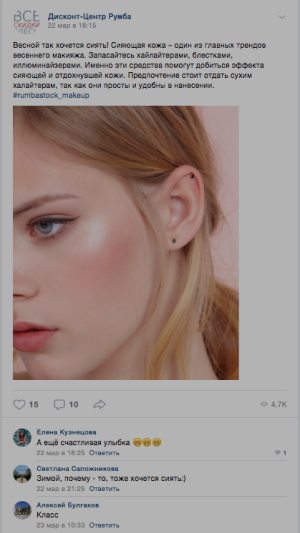 ВСЕ
СКИДКИ
Дисконт-Центр Румба
22 мар в 18:15
Весной так хочется сиять! Сияющая кожа – один из главных трендов
весеннего макияжа. Запасайтесь хайлайтерами, блестками,
иллюминайзерами. Именно эти средства помогут добиться эффекта
сияющей и отдохнувшей кожи. Предпочтение стоит отдать сухим
халайтерам, так как они просты и удобны в нанесении.
#rumbastock_makeup
15 10 4.7K
Елена Кузнецова
А ещё счастливая улыбка 😁😁😁
22 мар в 18:25 Ответить 1
Светлана Сапожникова
Зимой, почему - то, тоже хочется сиять:)
22 мар в 21:25 Ответить
Алексей Булгаков
Класс
23 мар в 10:33 Ответить